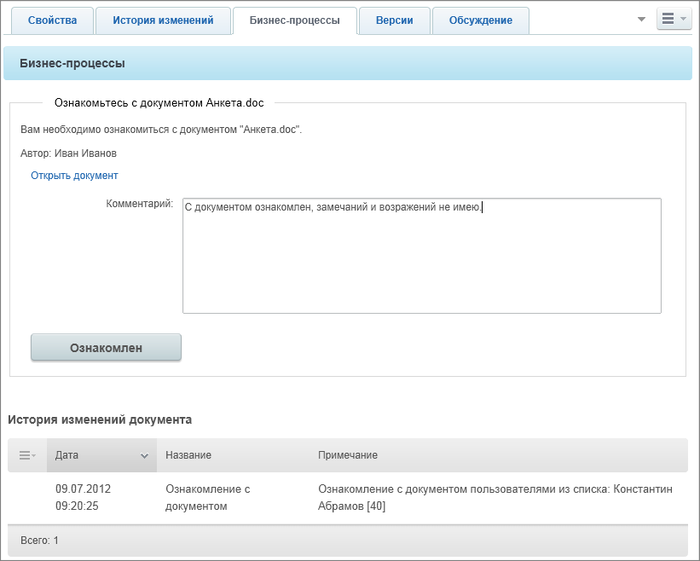 Свойства История изменений Бизнес-процессы Версии Обсуждение
Бизнес-процессы
Ознакомьтесь с документом Анкета.doc
Вам необходимо ознакомиться с документом "Анкета.doc".
Автор: Иван Иванов
Открыть документ
Комментарий: С документом ознакомлен, замечаний и возражений не имею.
Ознакомлен
История изменений документа
Дата Название Примечание
09.07.2012 Ознакомление с Ознакомление с документом пользователями из списка: Константин
09:20:25 документом Абрамов [40]
Всего: 1